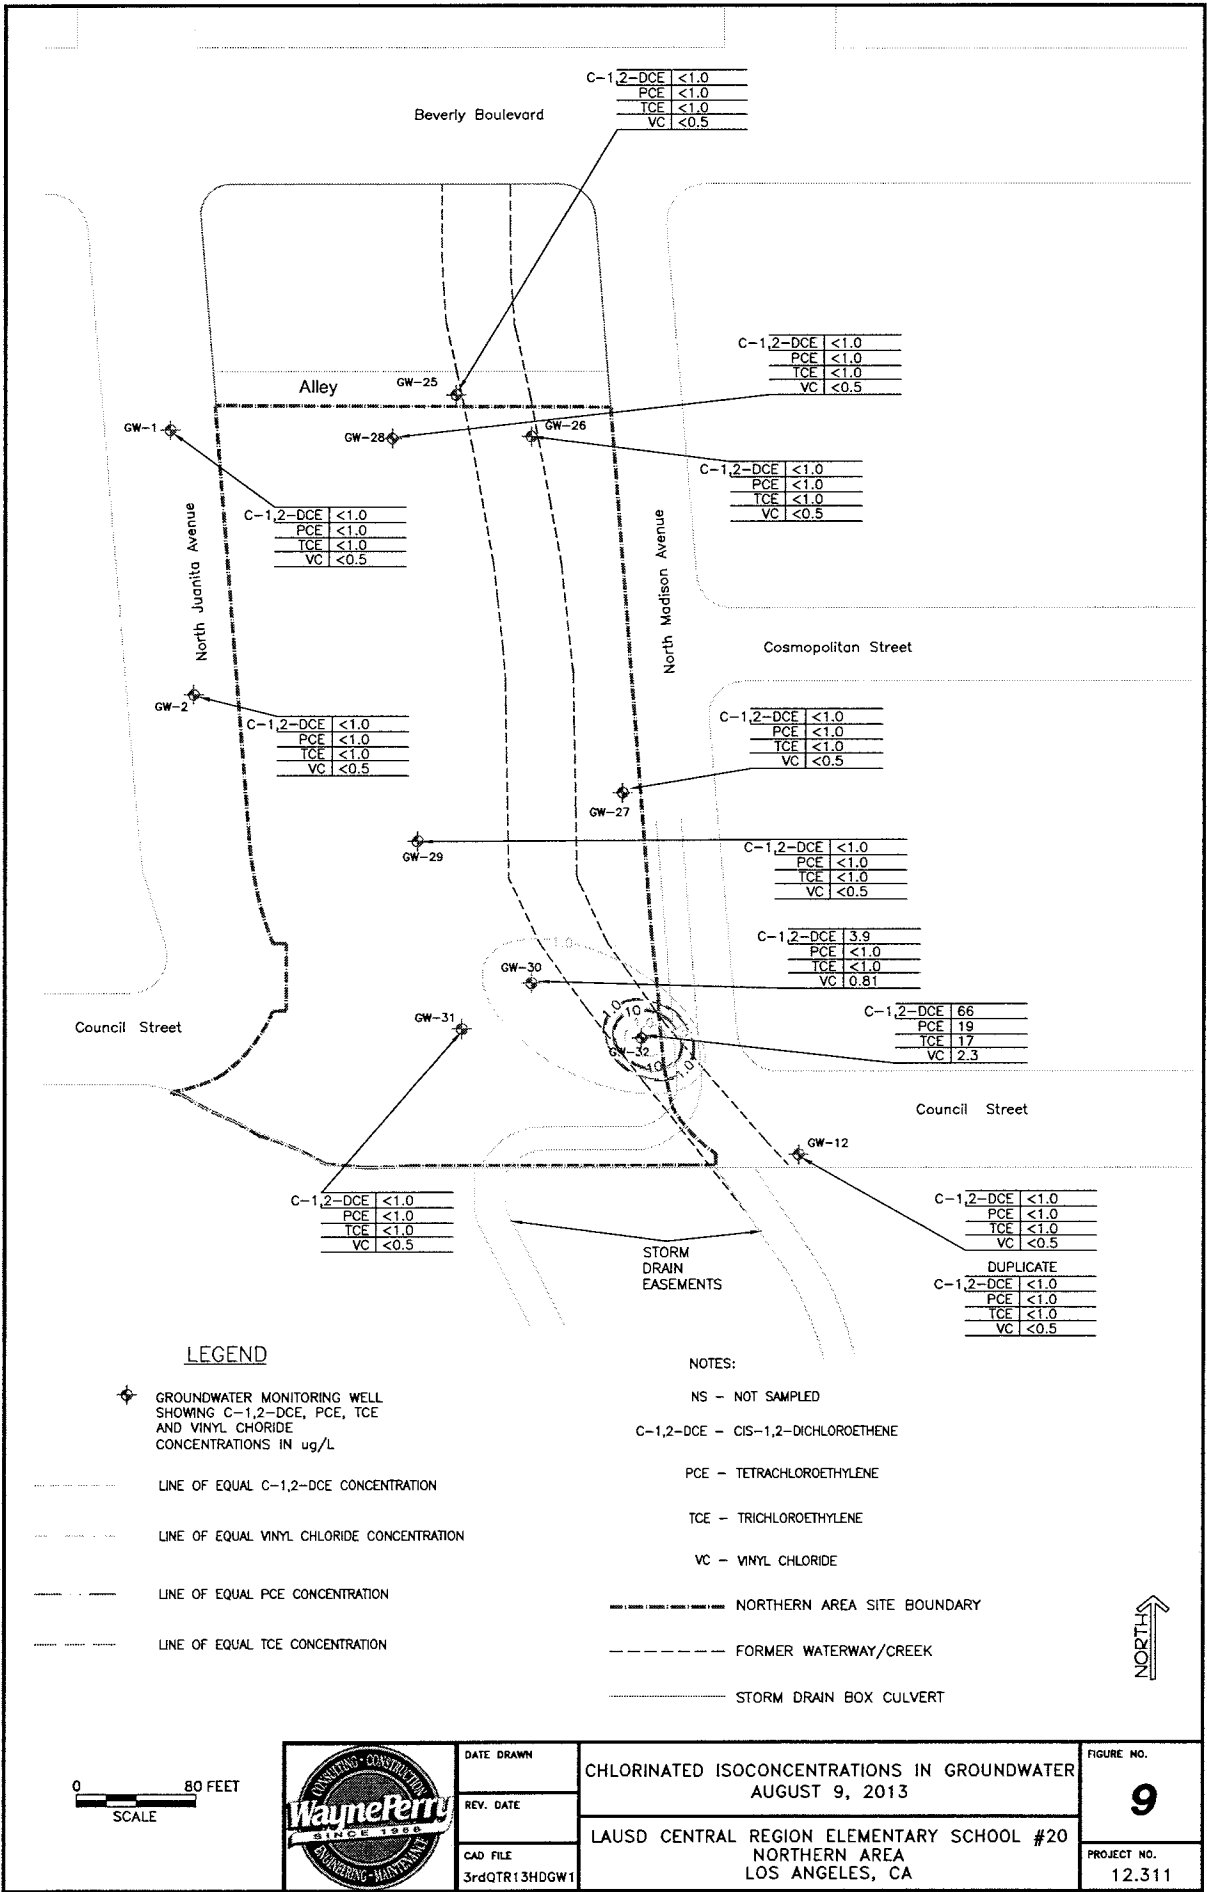 C-1,2-DCE <1.0
PCE <1.0
TCE <1.0
VC <0.5
Beverly Boulevard
C-1,2-DCE <1.0
PCE <1.0
TCE <1.0
VC <0.5
Alley
GW-25
GW-1
GW-28
GW-26
C-1,2-DCE <1.0
PCE <1.0
TCE <1.0
VC <0.5
C-1,2-DCE <1.0
PCE <1.0
TCE <1.0
VC <0.5
North Juanita Avenue
North Madison Avenue
Cosmopolitan Street
GW-2
C-1,2-DCE <1.0
PCE <1.0
TCE <1.0
VC <0.5
C-1,2-DCE <1.0
PCE <1.0
TCE <1.0
VC <0.5
GW-27
GW-29
C-1,2-DCE <1.0
PCE <1.0
TCE <1.0
VC <0.5
1.0
C-1,2-DCE 3.9
PCE <1.0
TCE <1.0
VC 0.81
GW-30
GW-31
1.0
10
GW-32
10
1.0
C-1,2-DCE 66
PCE 19
TCE 17
VC 2.3
Council Street
Council Street
GW-12
C-1,2-DCE <1.0
PCE <1.0
TCE <1.0
VC <0.5
C-1,2-DCE <1.0
PCE <1.0
TCE <1.0
VC <0.5
STORM
DRAIN
EASEMENTS
DUPLICATE
C-1,2-DCE <1.0
PCE <1.0
TCE <1.0
VC <0.5
LEGEND
GROUNDWATER MONITORING WELL
SHOWING C-1,2-DCE, PCE, TCE
AND VINYL CHORIDE
CONCENTRATIONS IN ug/L
LINE OF EQUAL C-1,2-DCE CONCENTRATION
LINE OF EQUAL VINYL CHLORIDE CONCENTRATION
LINE OF EQUAL PCE CONCENTRATION
LINE OF EQUAL TCE CONCENTRATION
NOTES:
NS - NOT SAMPLED
C-1,2-DCE - CIS-1,2-DICHLOROETHENE
PCE - TETRACHLOROETHYLENE
TCE - TRICHLOROETHYLENE
VC - VINYL CHLORIDE
NORTHERN AREA SITE BOUNDARY
FORMER WATERWAY/CREEK
STORM DRAIN BOX CULVERT
NORTH
0 80 FEET
SCALE
CONSULTING • CONSTRUCTION
WaynePerry
SINCE 1968
ENGINEERING • MAINTENANCE
DATE DRAWN
REV. DATE
CAD FILE
3rdQTR13HDGW1
CHLORINATED ISOCONCENTRATIONS IN GROUNDWATER
AUGUST 9, 2013
LAUSD CENTRAL REGION ELEMENTARY SCHOOL #20
NORTHERN AREA
LOS ANGELES, CA
FIGURE NO.
9
PROJECT NO.
12.311